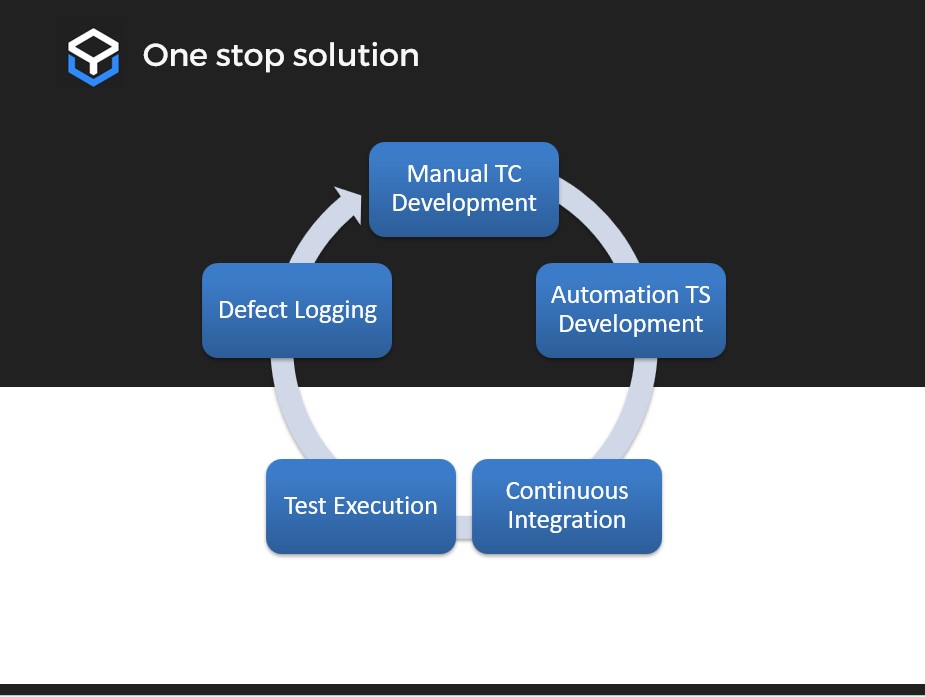 One stop solution
Manual TC
Development
Automation TS
Development
Continuous
Integration
Test Execution
Defect Logging